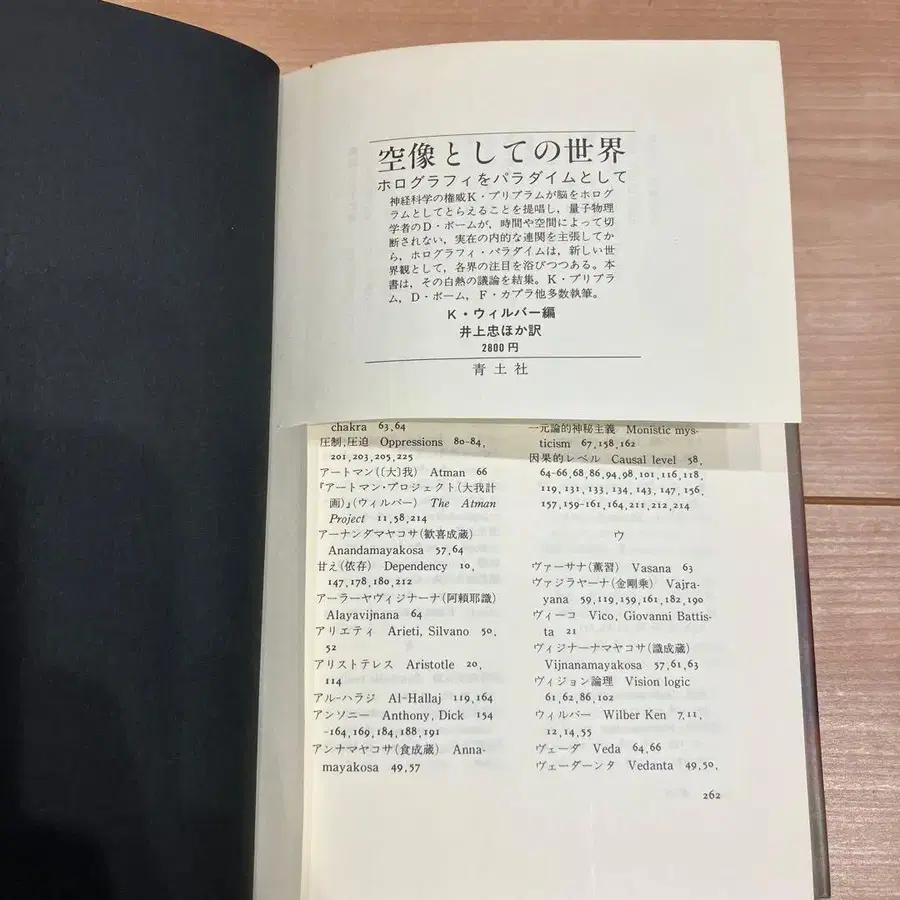 空像としての世界
ホログラフィをパラダイムとして
神経科学の権威K・プリブラムが脳をホログ
ラムとしてとらえることを提唱し，量子物理
学者のD・ボームが，時間や空間によって切
断されない，実在の内的な連関を主張してか
ら，ホログラフィ・パラダイムは，新しい世
界観として，各界の注目を浴びつつある。本
書は，その白熱の議論を結集。K・プリブラ
ム，D・ボーム，F・カプラ他多数執筆。
K・ウィルバー編
井上忠ほか訳
2800円
青土社
chakra 63,64
圧制,圧迫 Oppressions 80-84,
201,203,205,225
アートマン(〔大〕我) Atman 66
『アートマン・プロジェクト(大我計
画)』(ウィルバー) The Atman
Project 11,58,214
アーナンダマヤコサ(歓喜成蔵)
Anandamayakosa 57,64
甘え(依存) Dependency 10,
147,178,180,212
アーラーヤヴィジナーナ(阿頼耶識)
Alayavijnana 64
アリエティ Arieti, Silvano 50,
52
アリストテレス Aristotle 20,
114
アル-ハラジ Al-Hallaj 119,164
アンソニー Anthony, Dick 154
-164,169,184,188,191
アンナマヤコサ(食成蔵) Anna-
mayakosa 49,57
一元論的神秘主義 Monistic mys-
ticism 67,158,162
因果的レベル Causal level 58,
64-66,68,86,94,98,101,116,118,
119,131,133,134,143,147,156,
157,159-161,164,211,212,214
ウ
ヴァーサナ(薫習) Vasana 63
ヴァジラヤーナ(金剛乗) Vajra-
yana 59,119,159,161,182,190
ヴィーコ Vico, Giovanni Battis-
ta 21
ヴィジナーナマヤコサ(識成蔵)
Vijnanamayakosa 57,61,63
ヴィジョン論理 Vision logic
61,62,86,102
ウィルバー Wilber Ken 7,11,
12,14,55
ヴェーダ Veda 64,66
ヴェーダーンタ Vedanta 49,50,
262